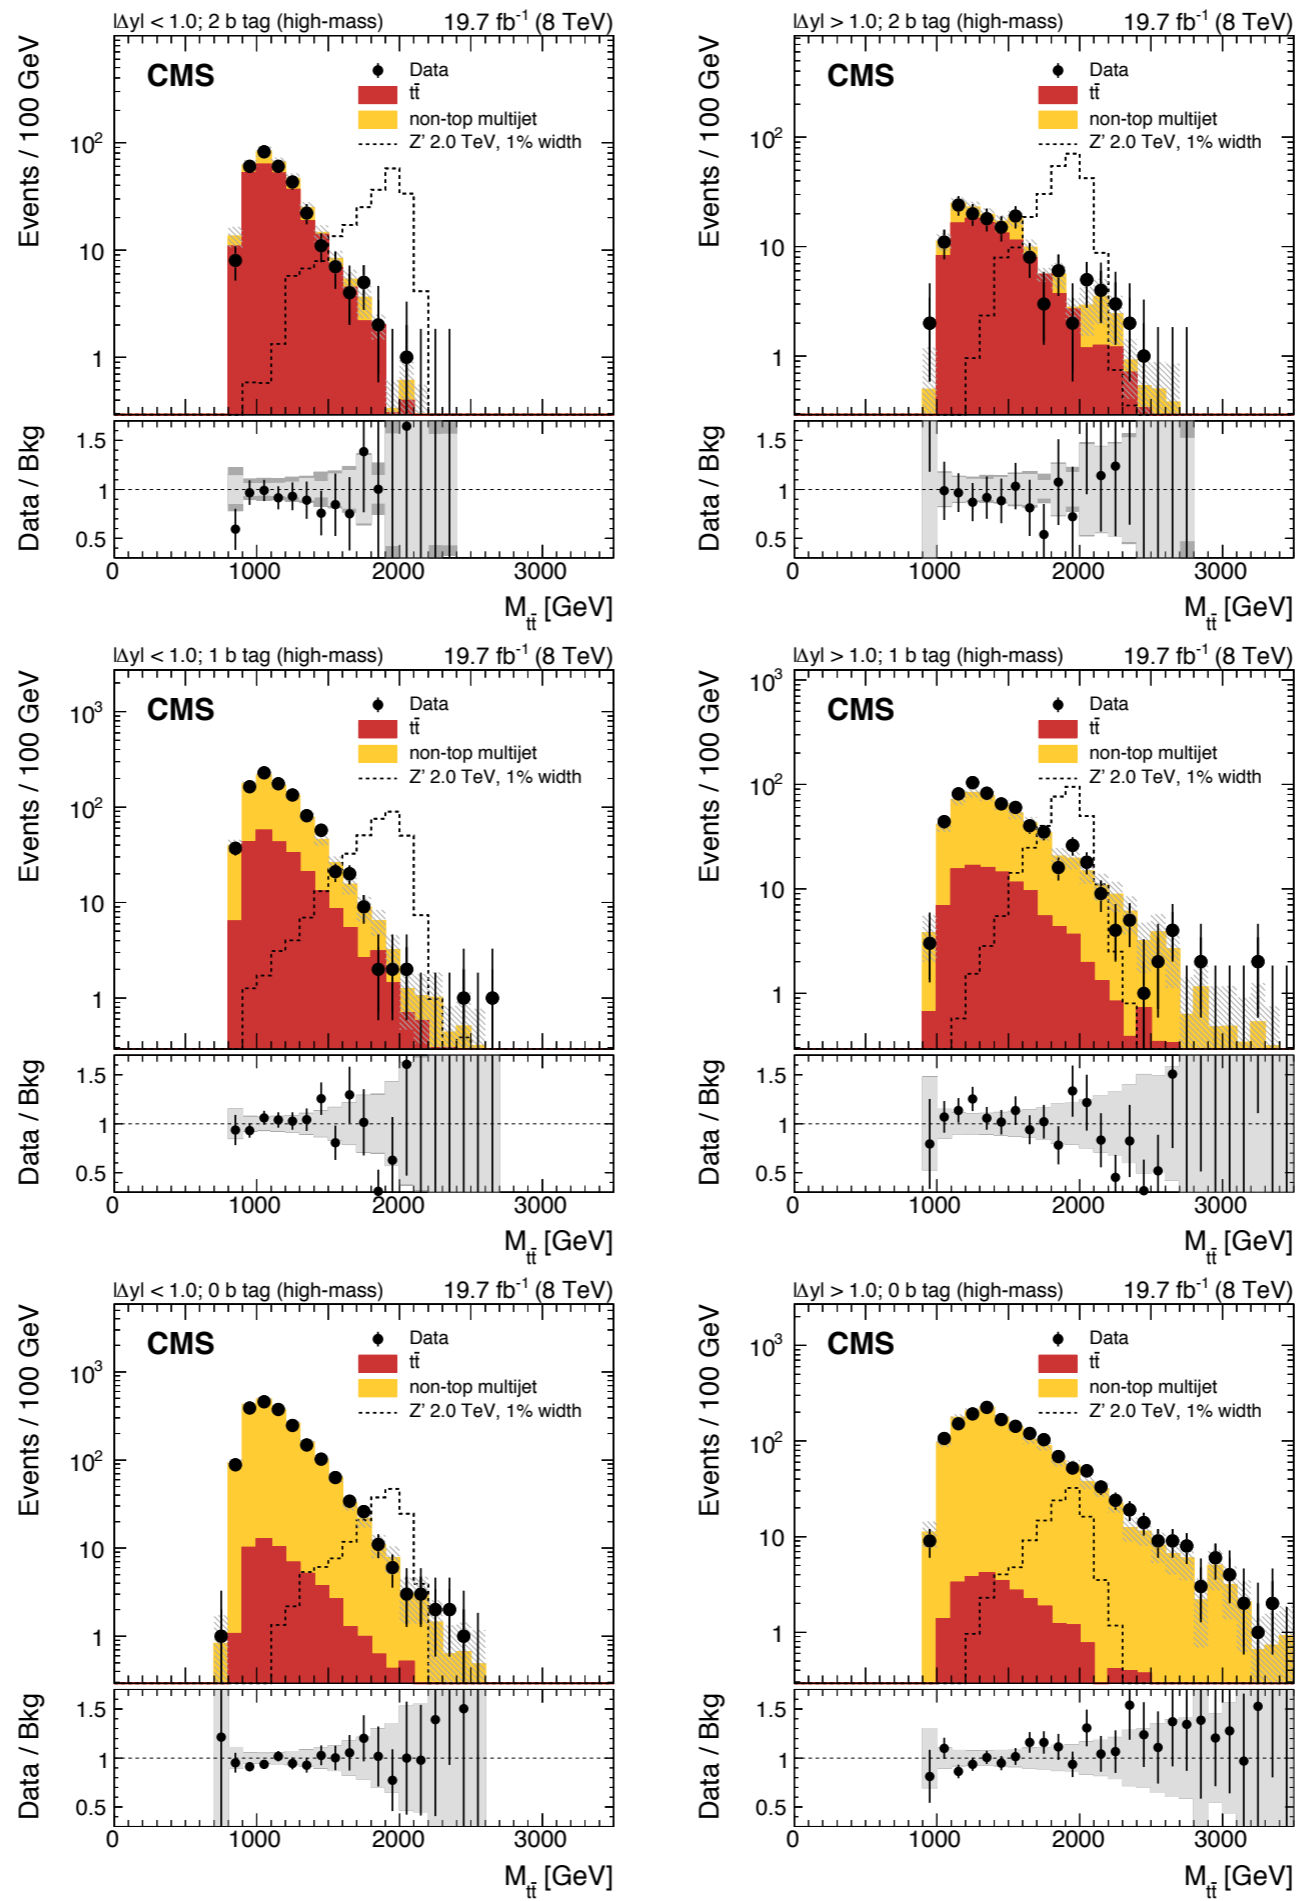 |Δy| < 1.0; 2 b tag (high-mass) 19.7 fb⁻¹ (8 TeV)
CMS
Data
tt̄
non-top multijet
Z' 2.0 TeV, 1% width
Events / 100 GeV
10²
10
1
Data / Bkg
1.5
1
0.5
0 1000 2000 3000
M_tt̄ [GeV]
|Δy| > 1.0; 2 b tag (high-mass) 19.7 fb⁻¹ (8 TeV)
CMS
Data
tt̄
non-top multijet
Z' 2.0 TeV, 1% width
Events / 100 GeV
10²
10
1
Data / Bkg
1.5
1
0.5
0 1000 2000 3000
M_tt̄ [GeV]
|Δy| < 1.0; 1 b tag (high-mass) 19.7 fb⁻¹ (8 TeV)
CMS
Data
tt̄
non-top multijet
Z' 2.0 TeV, 1% width
Events / 100 GeV
10³
10²
10
1
Data / Bkg
1.5
1
0.5
0 1000 2000 3000
M_tt̄ [GeV]
|Δy| > 1.0; 1 b tag (high-mass) 19.7 fb⁻¹ (8 TeV)
CMS
Data
tt̄
non-top multijet
Z' 2.0 TeV, 1% width
Events / 100 GeV
10³
10²
10
1
Data / Bkg
1.5
1
0.5
0 1000 2000 3000
M_tt̄ [GeV]
|Δy| < 1.0; 0 b tag (high-mass) 19.7 fb⁻¹ (8 TeV)
CMS
Data
tt̄
non-top multijet
Z' 2.0 TeV, 1% width
Events / 100 GeV
10³
10²
10
1
Data / Bkg
1.5
1
0.5
0 1000 2000 3000
M_tt̄ [GeV]
|Δy| > 1.0; 0 b tag (high-mass) 19.7 fb⁻¹ (8 TeV)
CMS
Data
tt̄
non-top multijet
Z' 2.0 TeV, 1% width
Events / 100 GeV
10³
10²
10
1
Data / Bkg
1.5
1
0.5
0 1000 2000 3000
M_tt̄ [GeV]